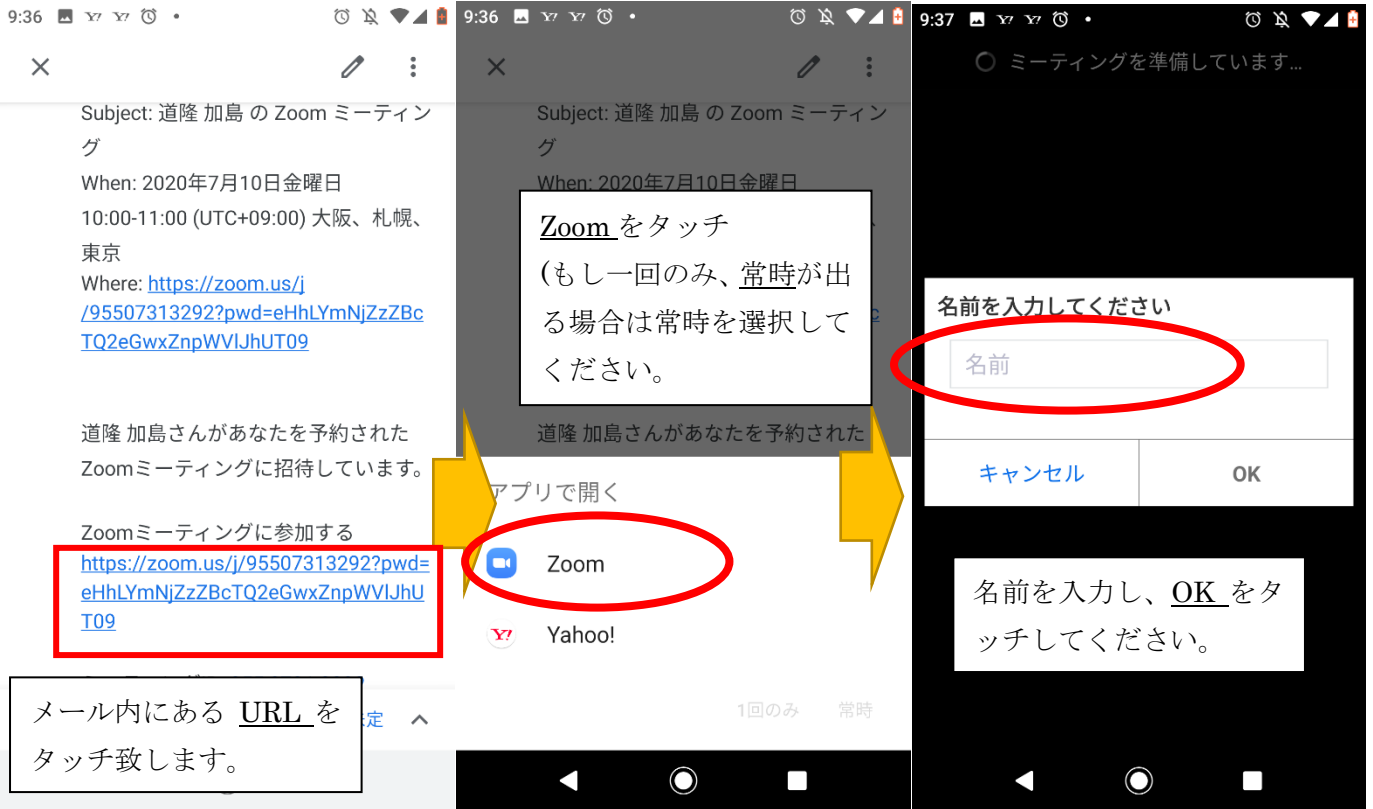 9:36
Subject: 道隆 加島 の Zoom ミーティン
グ
When: 2020年7月10日金曜日
10:00-11:00 (UTC+09:00) 大阪、札幌、
東京
Where: https://zoom.us/j
/95507313292?pwd=eHhLYmNjZzZBc
TQ2eGwxZnpWVlJhUT09
道隆 加島さんがあなたを予約された
Zoomミーティングに招待しています。
Zoomミーティングに参加する
https://zoom.us/j/95507313292?pwd=
eHhLYmNjZzZBcTQ2eGwxZnpWVlJhU
T09
定
メール内にある URL を
タッチ致します。
9:36
Subject: 道隆 加島 の Zoom ミーティン
グ
When: 2020年7月10日金曜日
Zoom をタッチ
(もし一回のみ、常時が出
る場合は常時を選択して
ください。
c
道隆 加島さんがあなたを予約された
アプリで開く
Zoom
Y! Yahoo!
1回のみ 常時
9:37
ミーティングを準備しています...
名前を入力してください
名前
キャンセル OK
名前を入力し、OK をタ
ッチしてください。